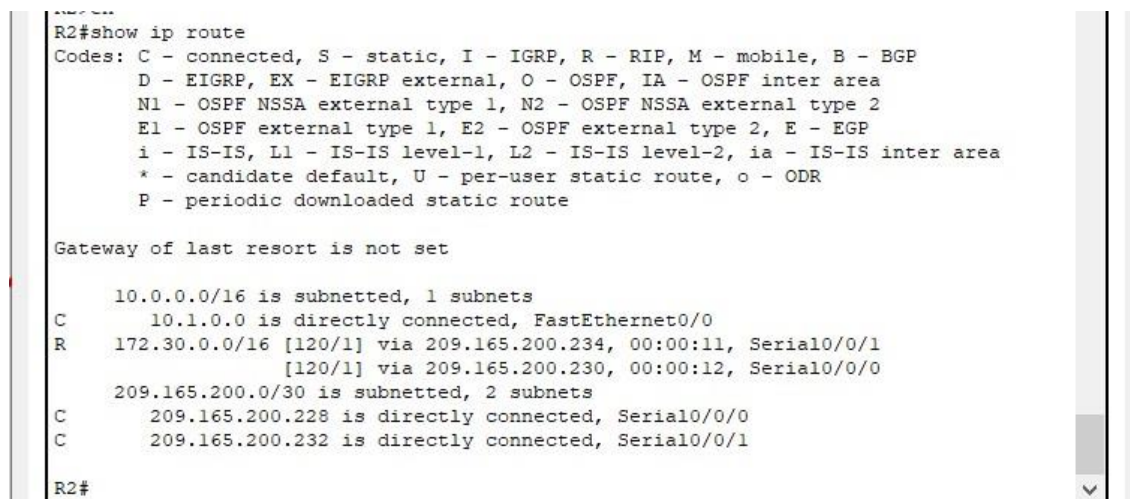 R2#show ip route
Codes: C - connected, S - static, I - IGRP, R - RIP, M - mobile, B - BGP
       D - EIGRP, EX - EIGRP external, O - OSPF, IA - OSPF inter area
       N1 - OSPF NSSA external type 1, N2 - OSPF NSSA external type 2
       E1 - OSPF external type 1, E2 - OSPF external type 2, E - EGP
       i - IS-IS, L1 - IS-IS level-1, L2 - IS-IS level-2, ia - IS-IS inter area
       * - candidate default, U - per-user static route, o - ODR
       P - periodic downloaded static route
Gateway of last resort is not set
     10.0.0.0/16 is subnetted, 1 subnets
C       10.1.0.0 is directly connected, FastEthernet0/0
R    172.30.0.0/16 [120/1] via 209.165.200.234, 00:00:11, Serial0/0/1
                   [120/1] via 209.165.200.230, 00:00:12, Serial0/0/0
     209.165.200.0/30 is subnetted, 2 subnets
C       209.165.200.228 is directly connected, Serial0/0/0
C       209.165.200.232 is directly connected, Serial0/0/1
R2#